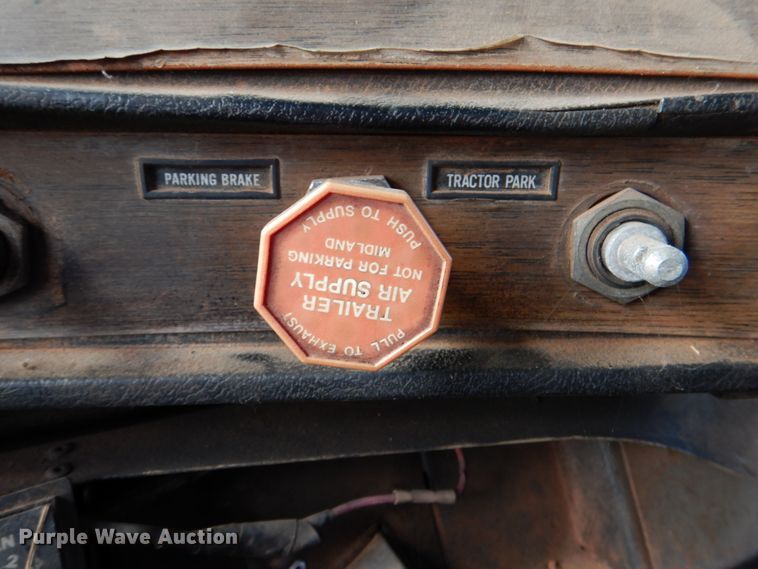 PARKING BRAKE
TRACTOR PARK
PULL TO EXHAUST
TRAILER
AIR SUPPLY
NOT FOR PARKING
MIDLAND
PUSH TO SUPPLY
N
2
Purple Wave Auction